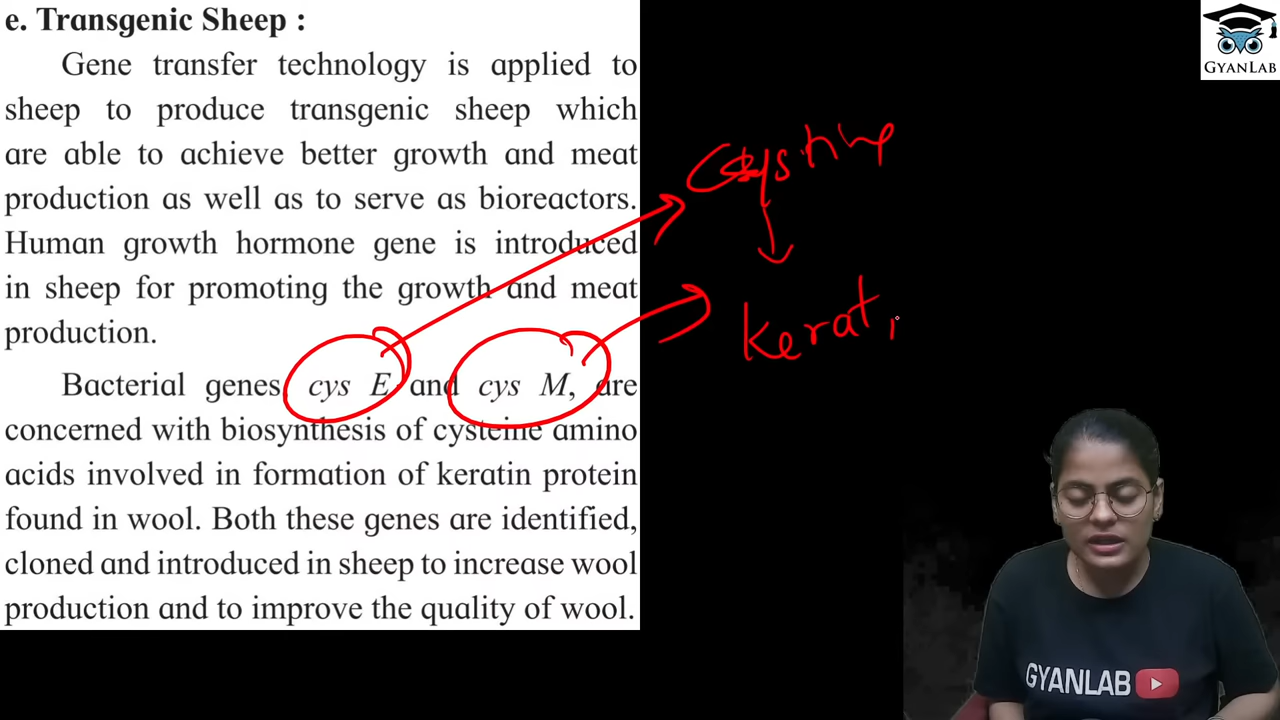 e. Transgenic Sheep :
Gene transfer technology is applied to
sheep to produce transgenic sheep which
are able to achieve better growth and meat
production as well as to serve as bioreactors.
Human growth hormone gene is introduced
in sheep for promoting the growth and meat
production.
Bacterial genes cys E and cys M, are
concerned with biosynthesis of cysteine amino
acids involved in formation of keratin protein
found in wool. Both these genes are identified,
cloned and introduced in sheep to increase wool
production and to improve the quality of wool.
Kerati
GYANLAB
GYANLAB